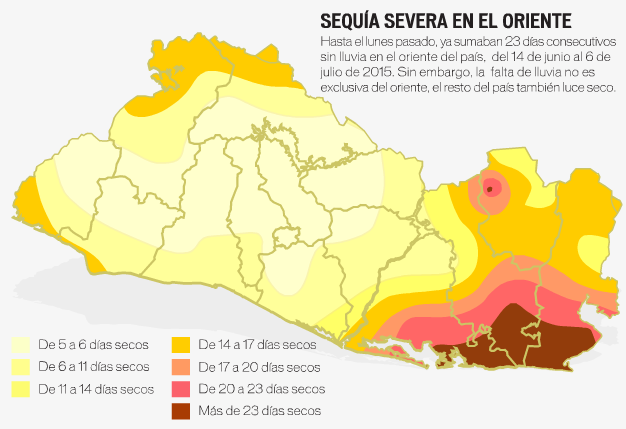 SEQUÍA SEVERA EN EL ORIENTE
Hasta el lunes pasado, ya sumaban 23 días consecutivos
sin lluvia en el oriente del país, del 14 de junio al 6 de
julio de 2015. Sin embargo, la falta de lluvia no es
exclusiva del oriente, el resto del país también luce seco.
De 5 a 6 días secos
De 6 a 11 días secos
De 11 a 14 días secos
De 14 a 17 días secos
De 17 a 20 días secos
De 20 a 23 días secos
Más de 23 días secos